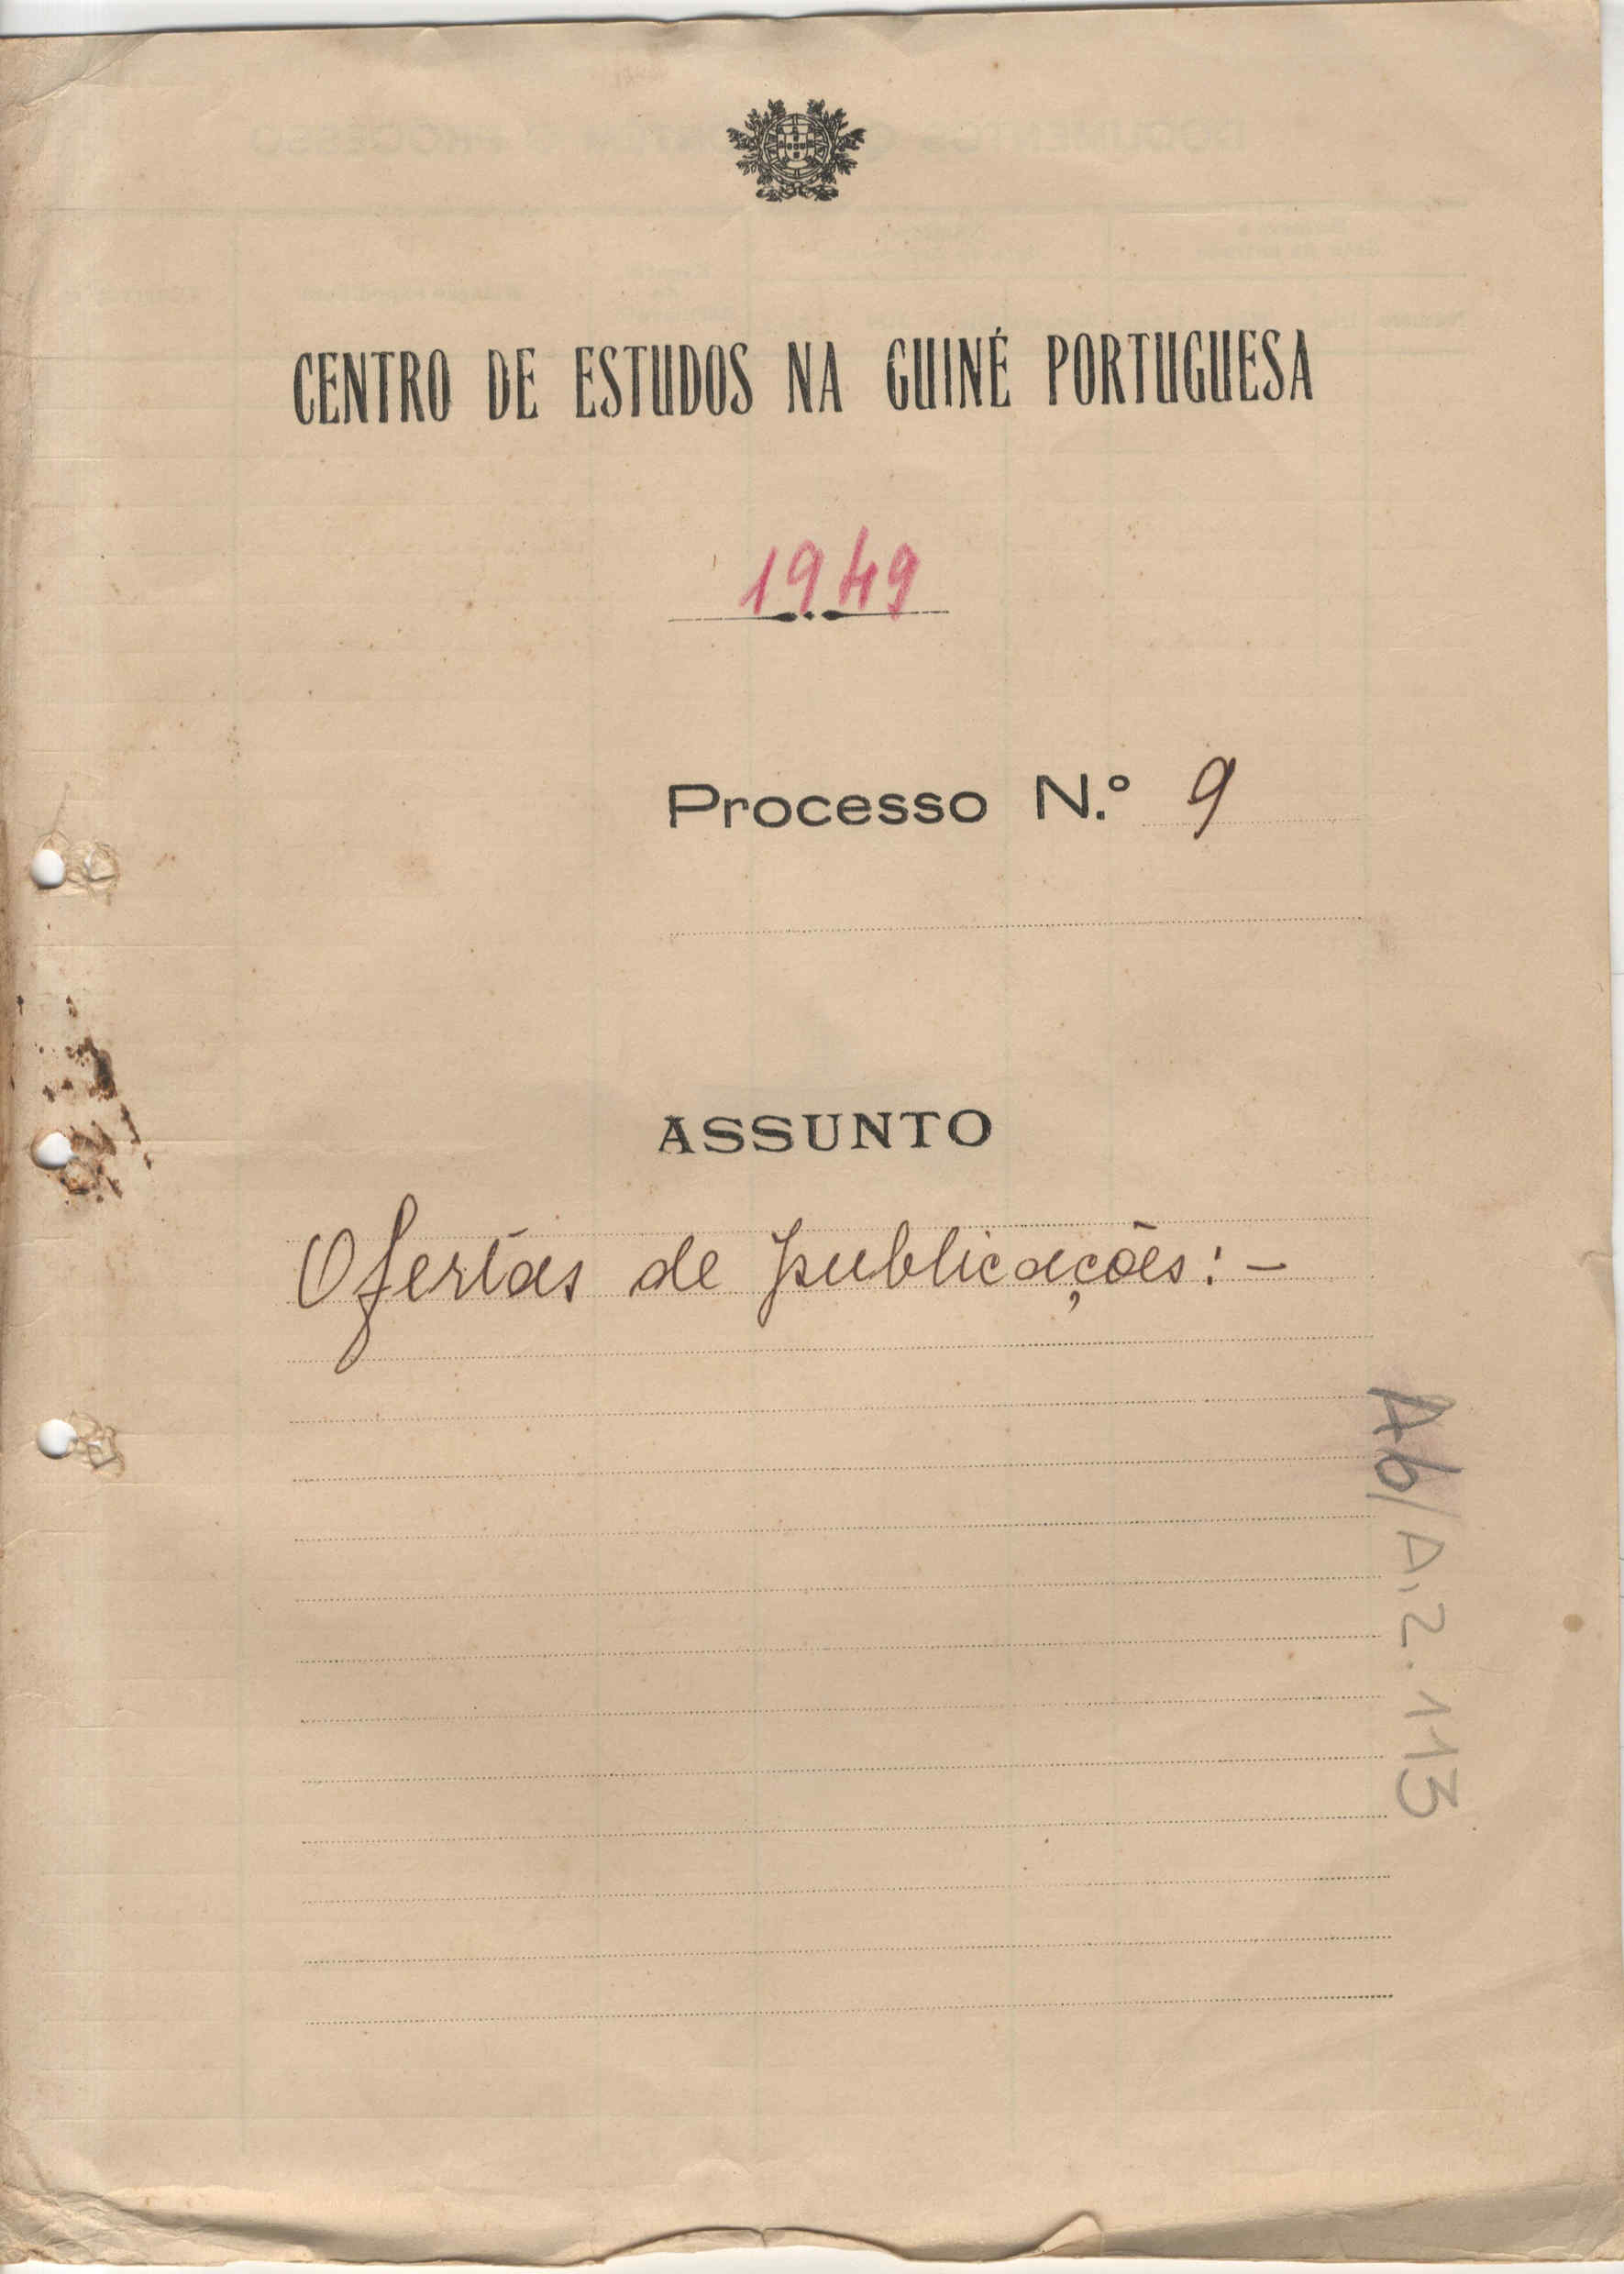 CENTRO DE ESTUDOS NA GUINÉ PORTUGUESA
1949
Processo N.º 9
ASSUNTO
Ofertas de publicações: -
Ab/A,2.113